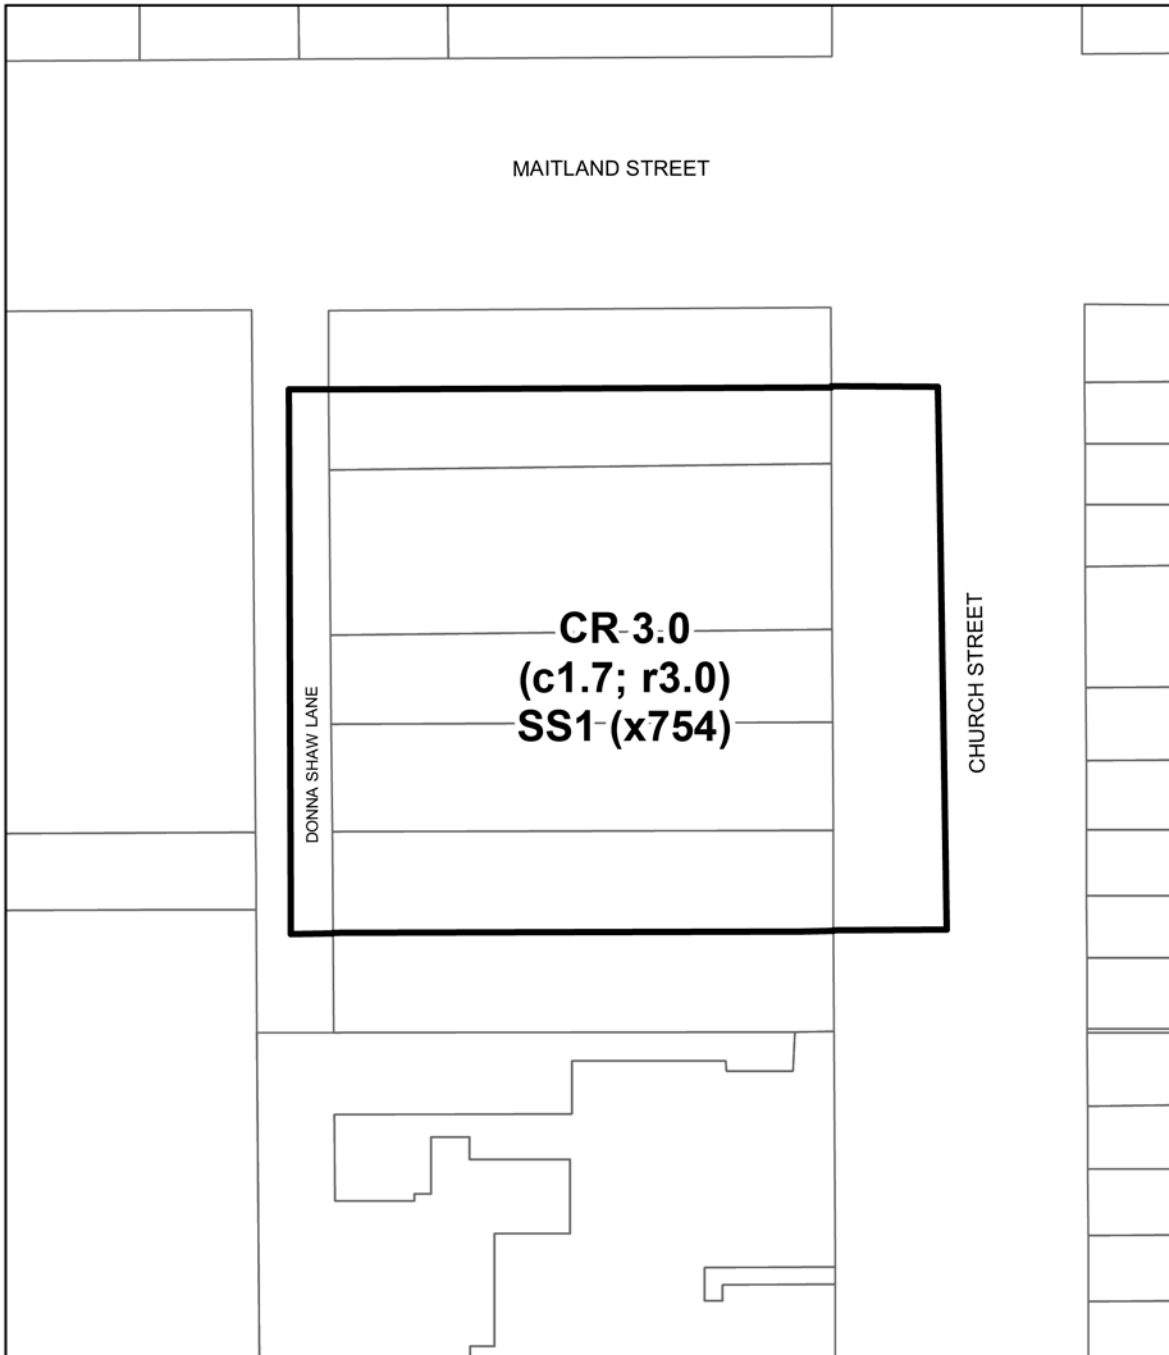 MAITLAND STREET
CR 3.0
(c1.7; r3.0)
SS1 (x754)
DONNA SHAW LANE
CHURCH STREET